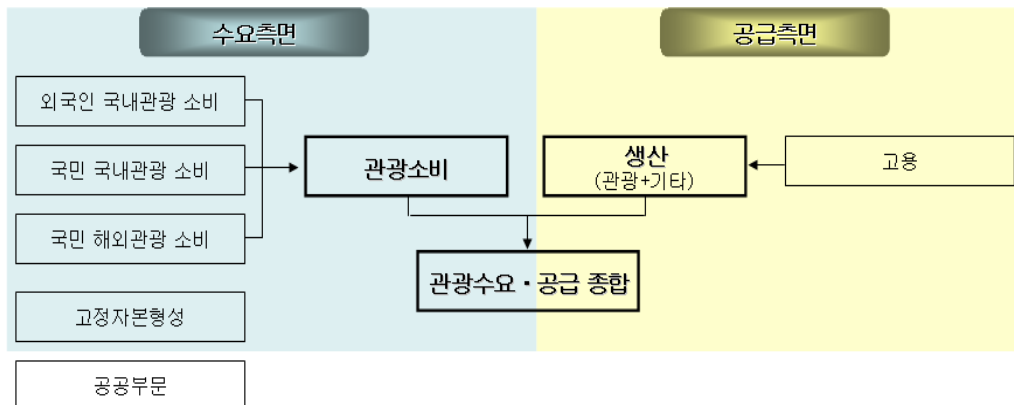 수요측면
공급측면
외국인 국내관광 소비
국민 국내관광 소비
국민 해외관광 소비
고정자본형성
공공부문
관광소비
생산
(관광+기타)
고용
관광수요·공급 종합